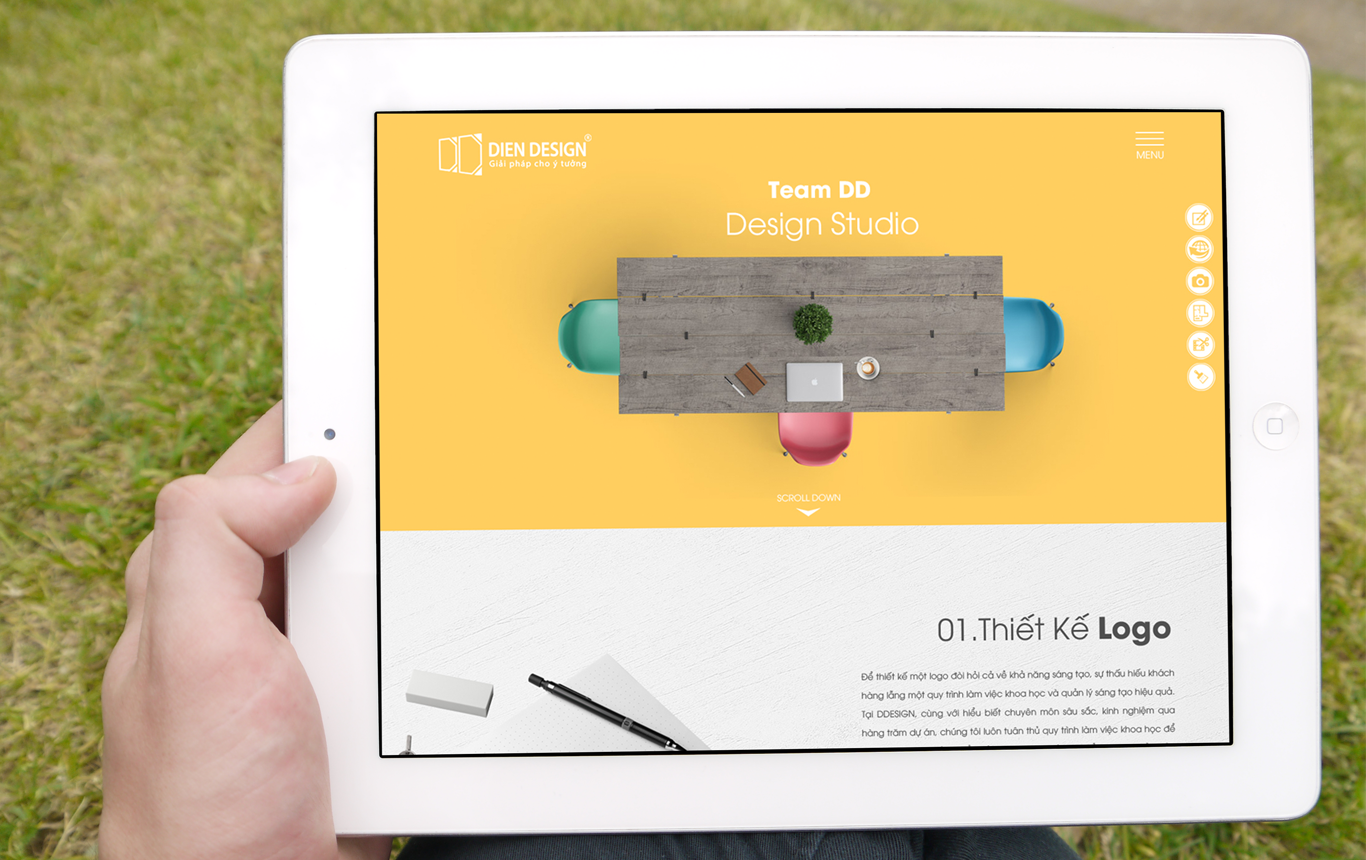 DIEN DESIGN®
Giải pháp cho ý tưởng
MENU
Team DD
Design Studio
SCROLL DOWN
01.Thiết Kế Logo
Để thiết kế một logo đòi hỏi cả về khả năng sáng tạo, sự thấu hiểu khách
hàng lẫng một quy trình làm việc khoa học và quản lý sáng tạo hiệu quả.
Tại DDESIGN, cùng với hiểu biết chuyên môn sâu sắc, kinh nghiệm qua
hàng trăm dự án, chúng tôi luôn tuân thủ quy trình làm việc khoa học để